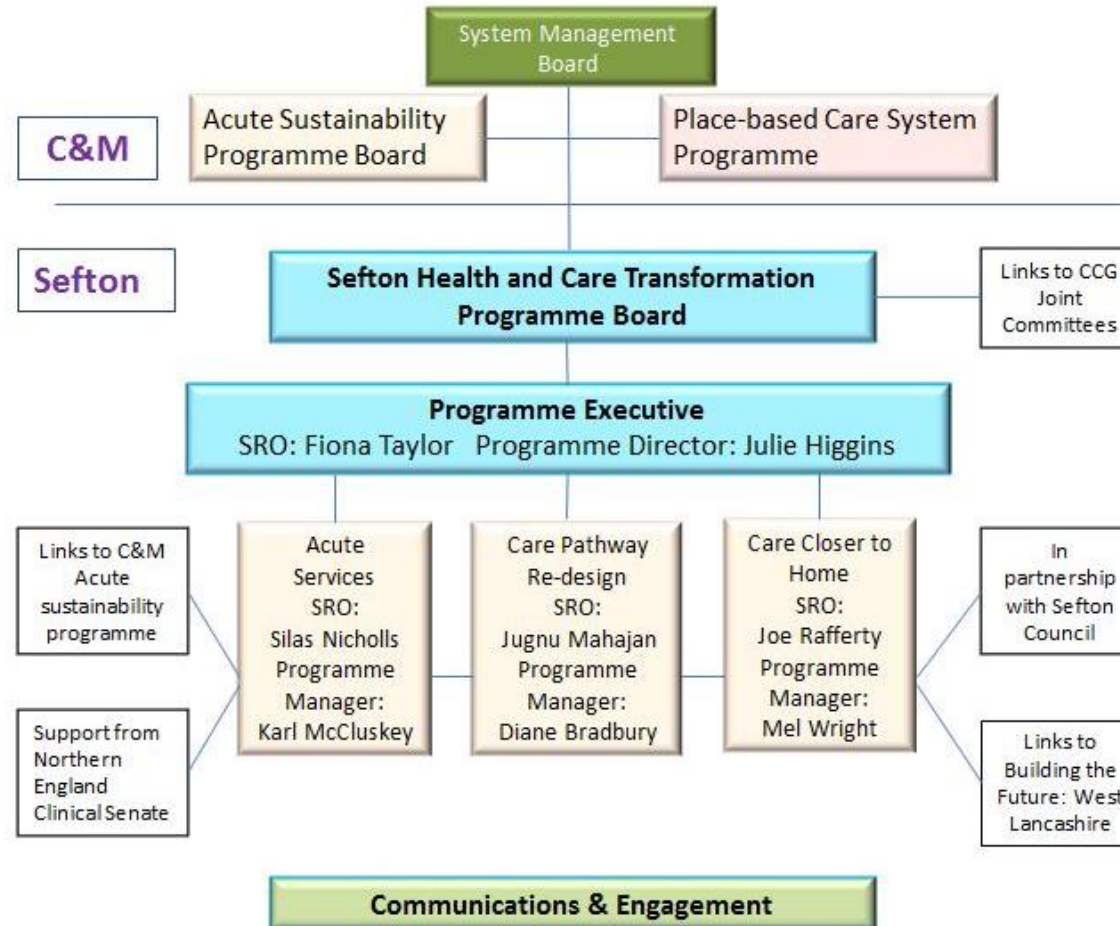 System Management
Board
Acute Sustainability
Programme Board
Place-based Care System
Programme
C&M
Sefton
Sefton Health and Care Transformation
Programme Board
Links to CCG
Joint
Committees
Programme Executive
SRO: Fiona Taylor Programme Director: Julie Higgins
Links to C&M
Acute
sustainability
programme
Support from
Northern
England
Clinical Senate
Acute
Services
SRO:
Silas Nicholls
Programme
Manager:
Karl McCluskey
Care Pathway
Re-design
SRO:
Jugnu Mahajan
Programme
Manager:
Diane Bradbury
Care Closer to
Home
SRO:
Joe Rafferty
Programme
Manager:
Mel Wright
In
partnership
with Sefton
Council
Links to
Building the
Future: West
Lancashire
Communications & Engagement